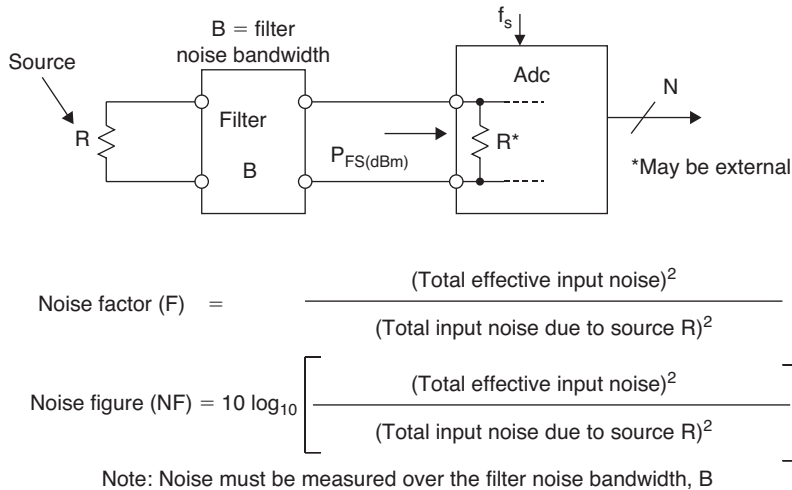 B = filter
noise bandwidth
f_s
Source
Adc
N
Filter
R
R*
B
P_FS(dBm)
*May be external
Noise factor (F) =
(Total effective input noise)²
(Total input noise due to source R)²
Noise figure (NF) = 10 log₁₀
(Total effective input noise)²
(Total input noise due to source R)²
Note: Noise must be measured over the filter noise bandwidth, B